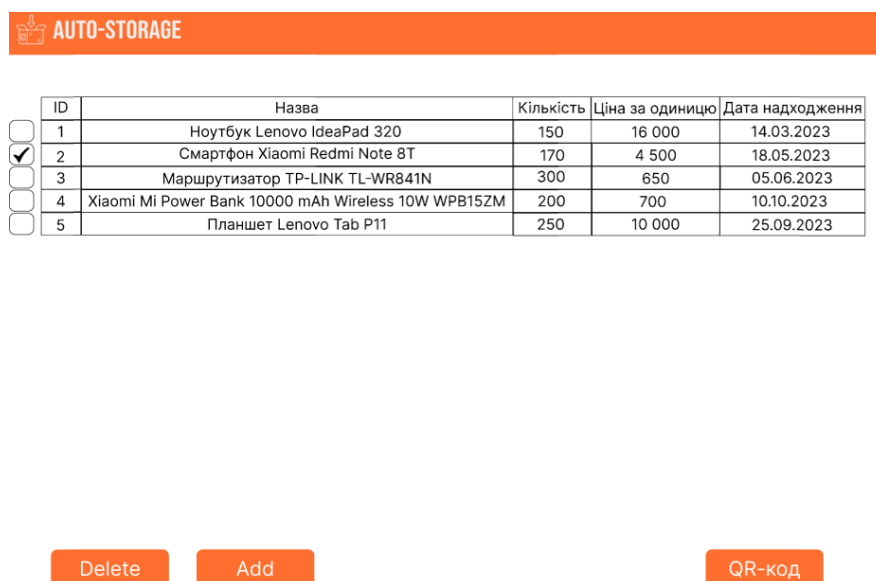 AUTO-STORAGE
ID Назва Кількість Ціна за одиницю Дата надходження
1 Ноутбук Lenovo IdeaPad 320 150 16 000 14.03.2023
2 Смартфон Xiaomi Redmi Note 8T 170 4 500 18.05.2023
3 Маршрутизатор TP-LINK TL-WR841N 300 650 05.06.2023
4 Xiaomi Mi Power Bank 10000 mAh Wireless 10W WPB15ZM 200 700 10.10.2023
5 Планшет Lenovo Tab P11 250 10 000 25.09.2023
Delete Add QR-код